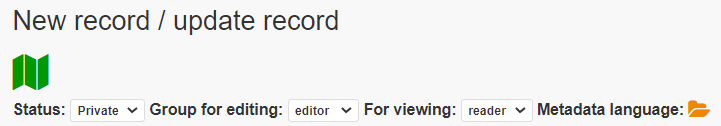 New record / update record
Status: Private Group for editing: editor For viewing: reader Metadata language: